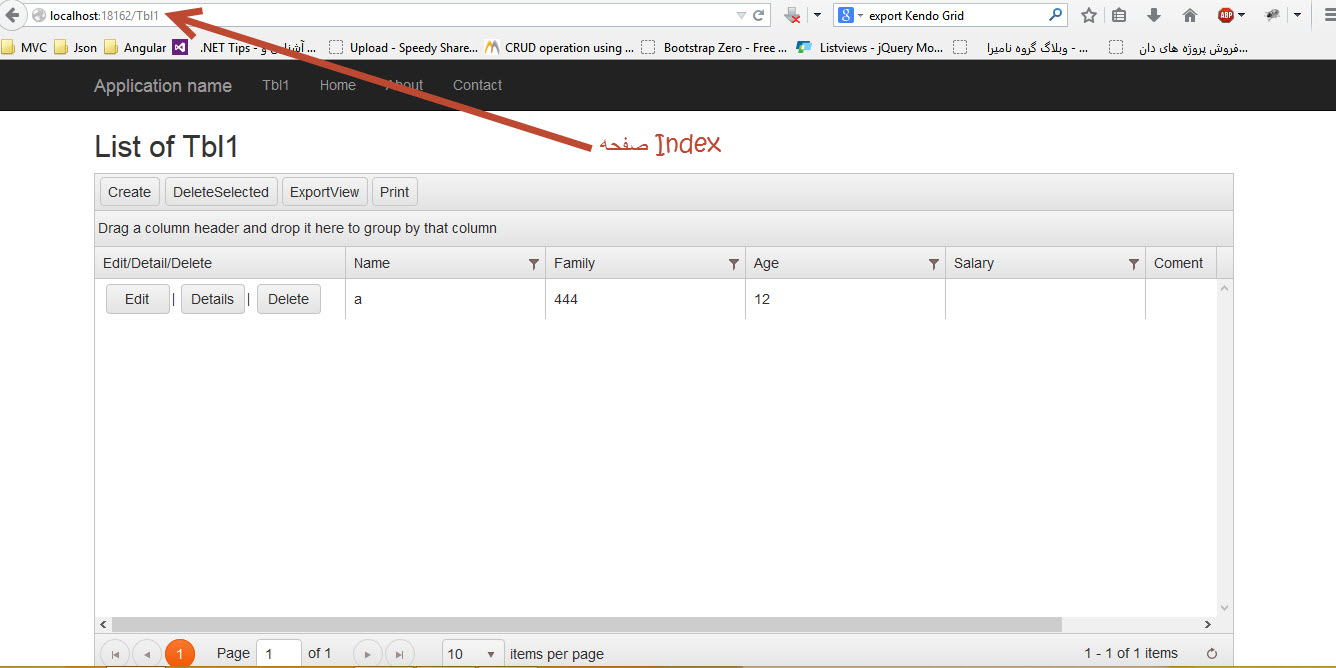 localhost:18162/Tbl1 8 export Kendo Grid ABP
MVC Json Angular .NET Tips - آشنایی و ... Upload - Speedy Share... CRUD operation using ... Bootstrap Zero - Free ... Listviews - jQuery Mo... وبلاگ گروه نامیرا - ... فروش پروژه های دان...
Application name Tbl1 Home About Contact
صفحه Index
List of Tbl1
Create DeleteSelected ExportView Print
Drag a column header and drop it here to group by that column
Edit/Detail/Delete Name Family Age Salary Coment
Edit | Details | Delete a 444 12
1 Page 1 of 1 10 items per page 1 - 1 of 1 items